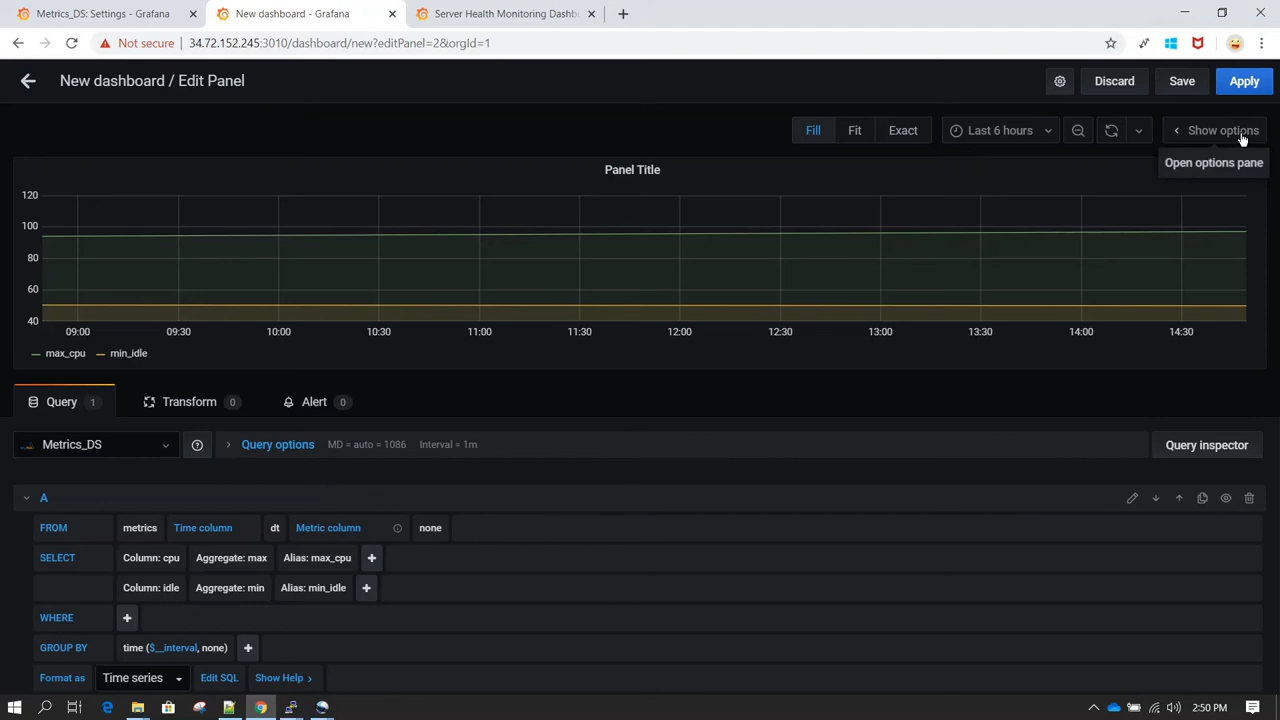 Metrics_DS: Settings - Grafana
New dashboard - Grafana
Server Health Monitoring Dashb
Not secure
34.72.152.245:3010/dashboard/new?editPanel=2&orgId=1
New dashboard / Edit Panel
Discard
Save
Apply
Fill
Fit
Exact
Last 6 hours
Show options
Open options pane
Panel Title
120
100
80
60
40
09:00 09:30 10:00 10:30 11:00 11:30 12:00 12:30 13:00 13:30 14:00 14:30
max_cpu min_idle
Query 1
Transform 0
Alert 0
Metrics_DS
Query options MD = auto = 1086 Interval = 1m
Query inspector
A
FROM metrics Time column dt Metric column none
SELECT Column: cpu Aggregate: max Alias: max_cpu +
Column: idle Aggregate: min Alias: min_idle +
WHERE +
GROUP BY time ($__interval, none) +
Format as Time series Edit SQL Show Help >
2:50 PM